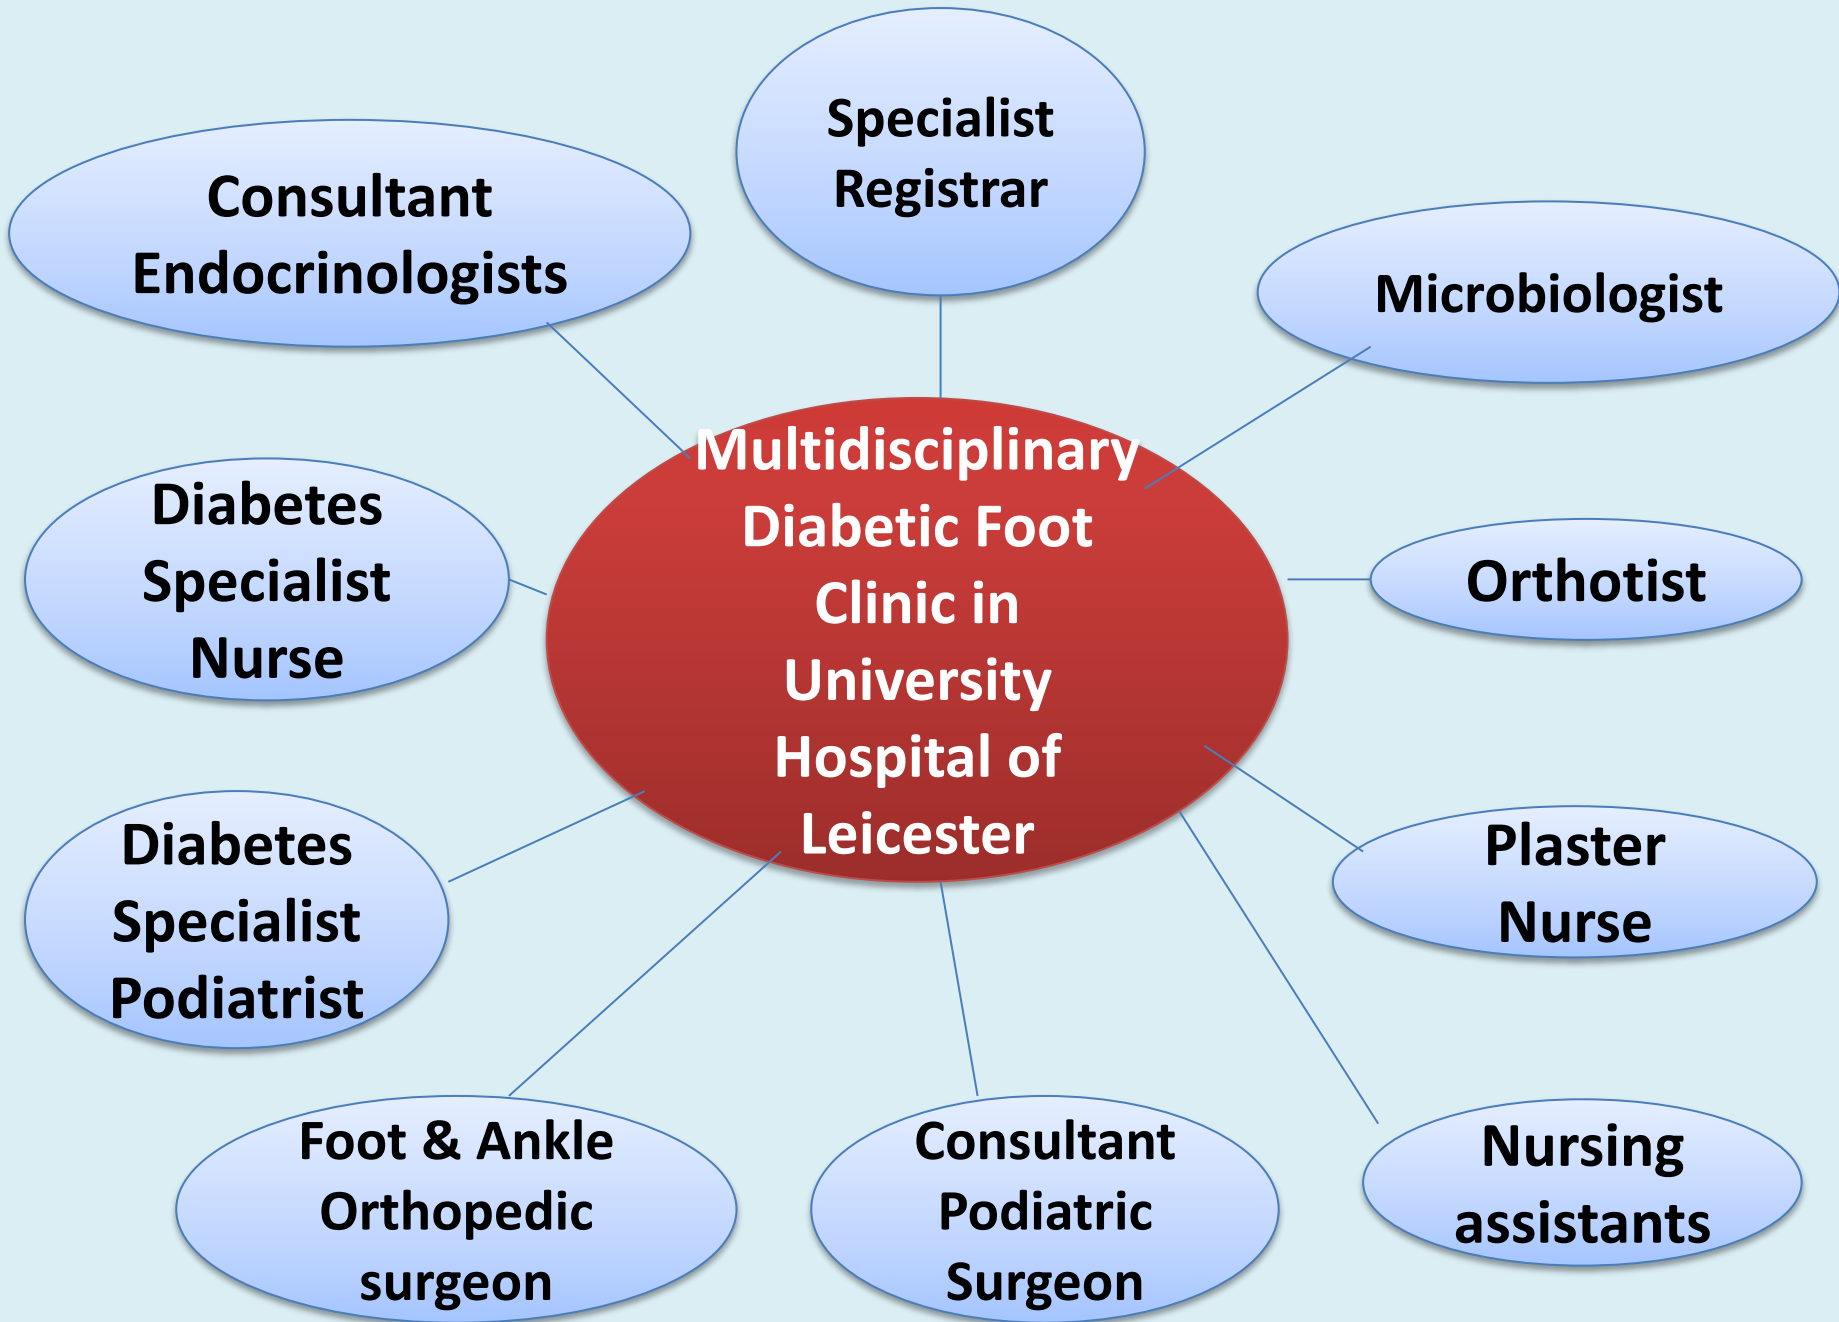 Specialist
Registrar
Consultant
Endocrinologists
Microbiologist
Multidisciplinary
Diabetic Foot
Clinic in
University
Hospital of
Leicester
Diabetes
Specialist
Nurse
Orthotist
Diabetes
Specialist
Podiatrist
Plaster
Nurse
Foot & Ankle
Orthopedic
surgeon
Consultant
Podiatric
Surgeon
Nursing
assistants